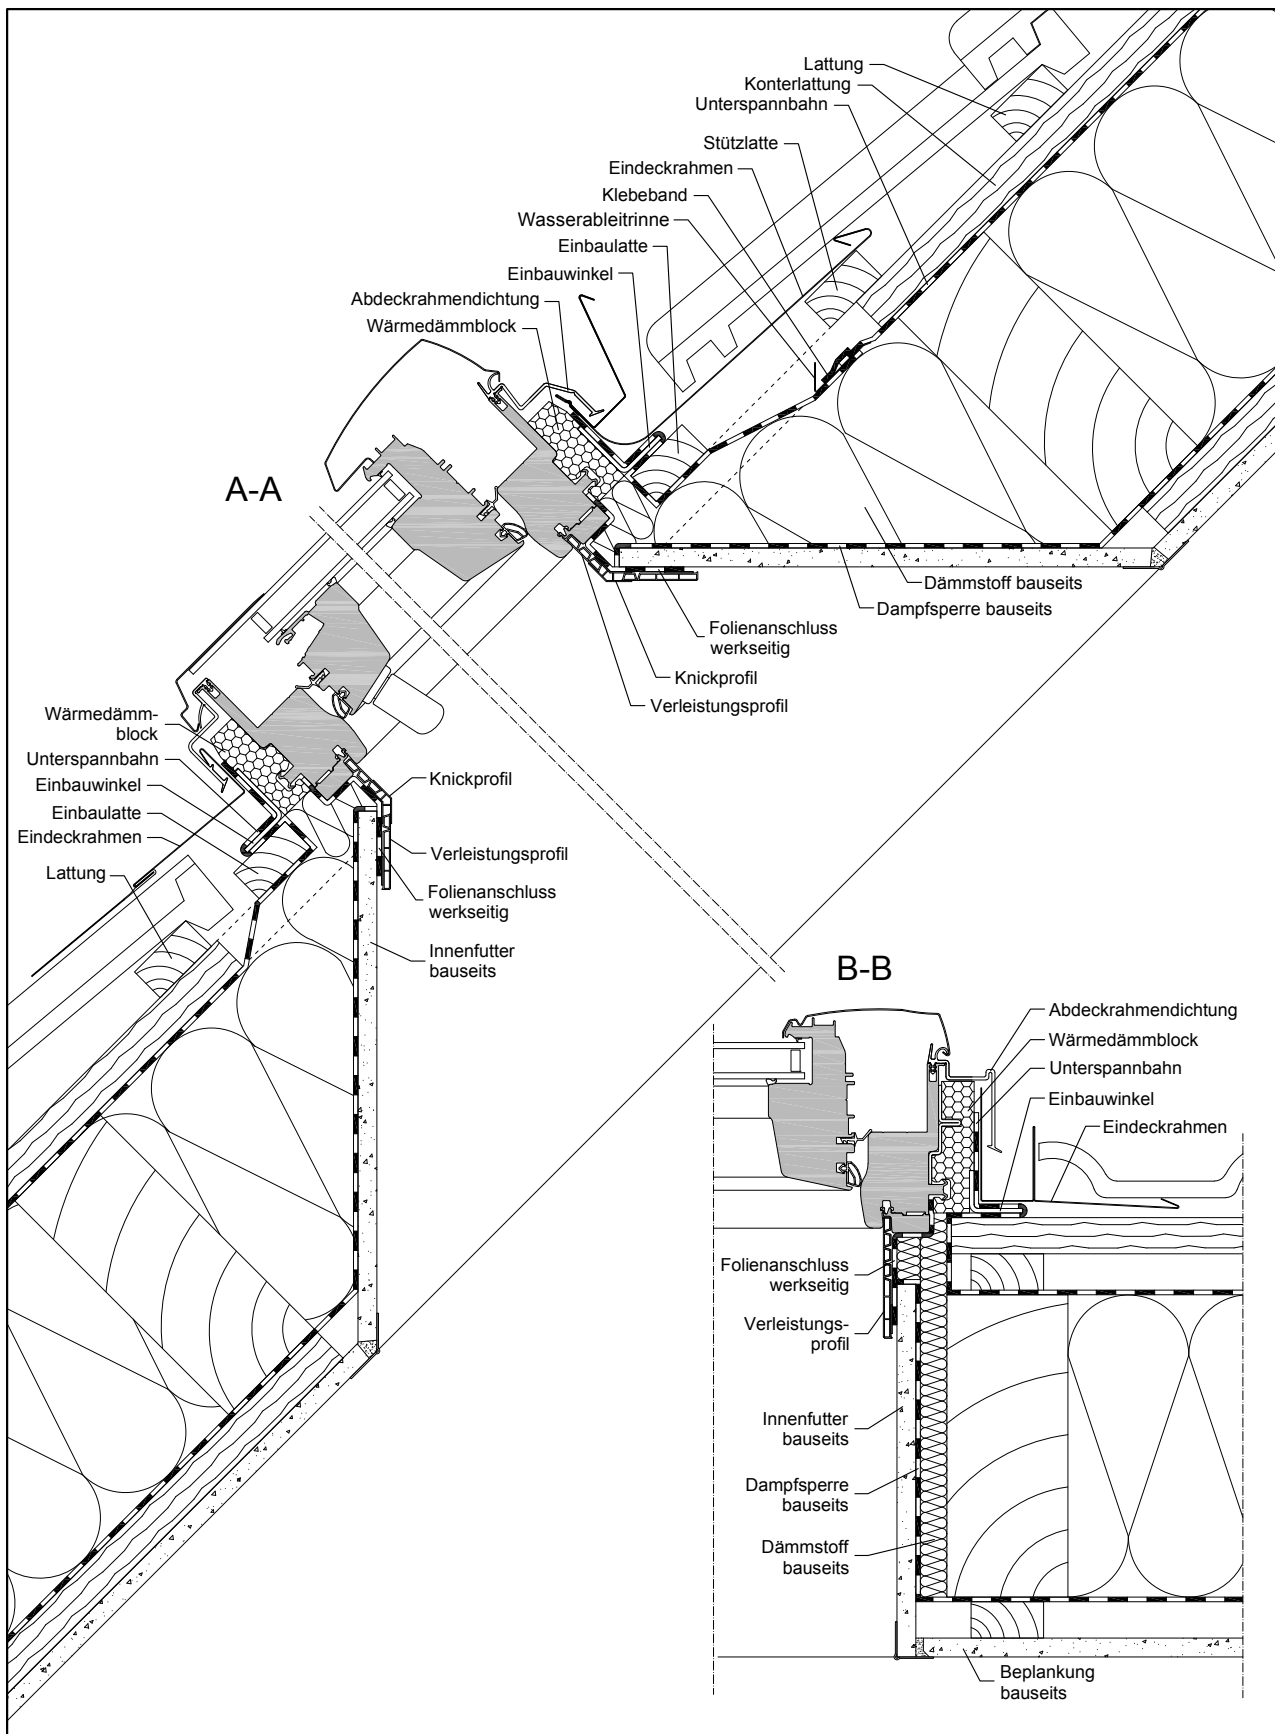 Lattung
Konterlattung
Unterspannbahn
Stützlatte
Eindeckrahmen
Klebeband
Wasserableitrinne
Einbaulatte
Einbauwinkel
Abdeckrahmendichtung
Wärmedämmblock
A-A
Dämmstoff bauseits
Dampfsperre bauseits
Folienanschluss
werkseitig
Knickprofil
Verleistungsprofil
Wärmedämm-
block
Unterspannbahn
Einbauwinkel
Einbaulatte
Eindeckrahmen
Lattung
Knickprofil
Verleistungsprofil
Folienanschluss
werkseitig
Innenfutter
bauseits
B-B
Abdeckrahmendichtung
Wärmedämmblock
Unterspannbahn
Einbauwinkel
Eindeckrahmen
Folienanschluss
werkseitig
Verleistungs-
profil
Innenfutter
bauseits
Dampfsperre
bauseits
Dämmstoff
bauseits
Beplankung
bauseits